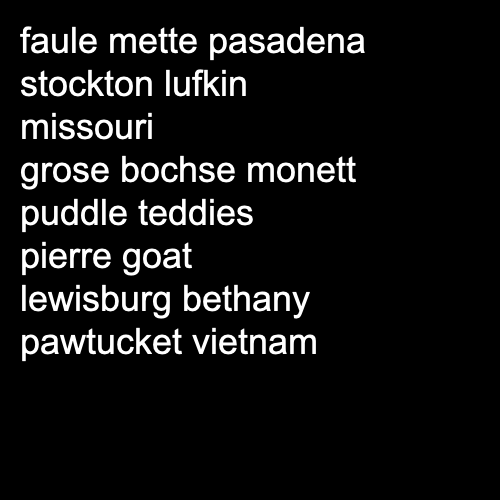 faule mette pasadena
stockton lufkin
missouri
grose bochse monett
puddle teddies
pierre goat
lewisburg bethany
pawtucket vietnam